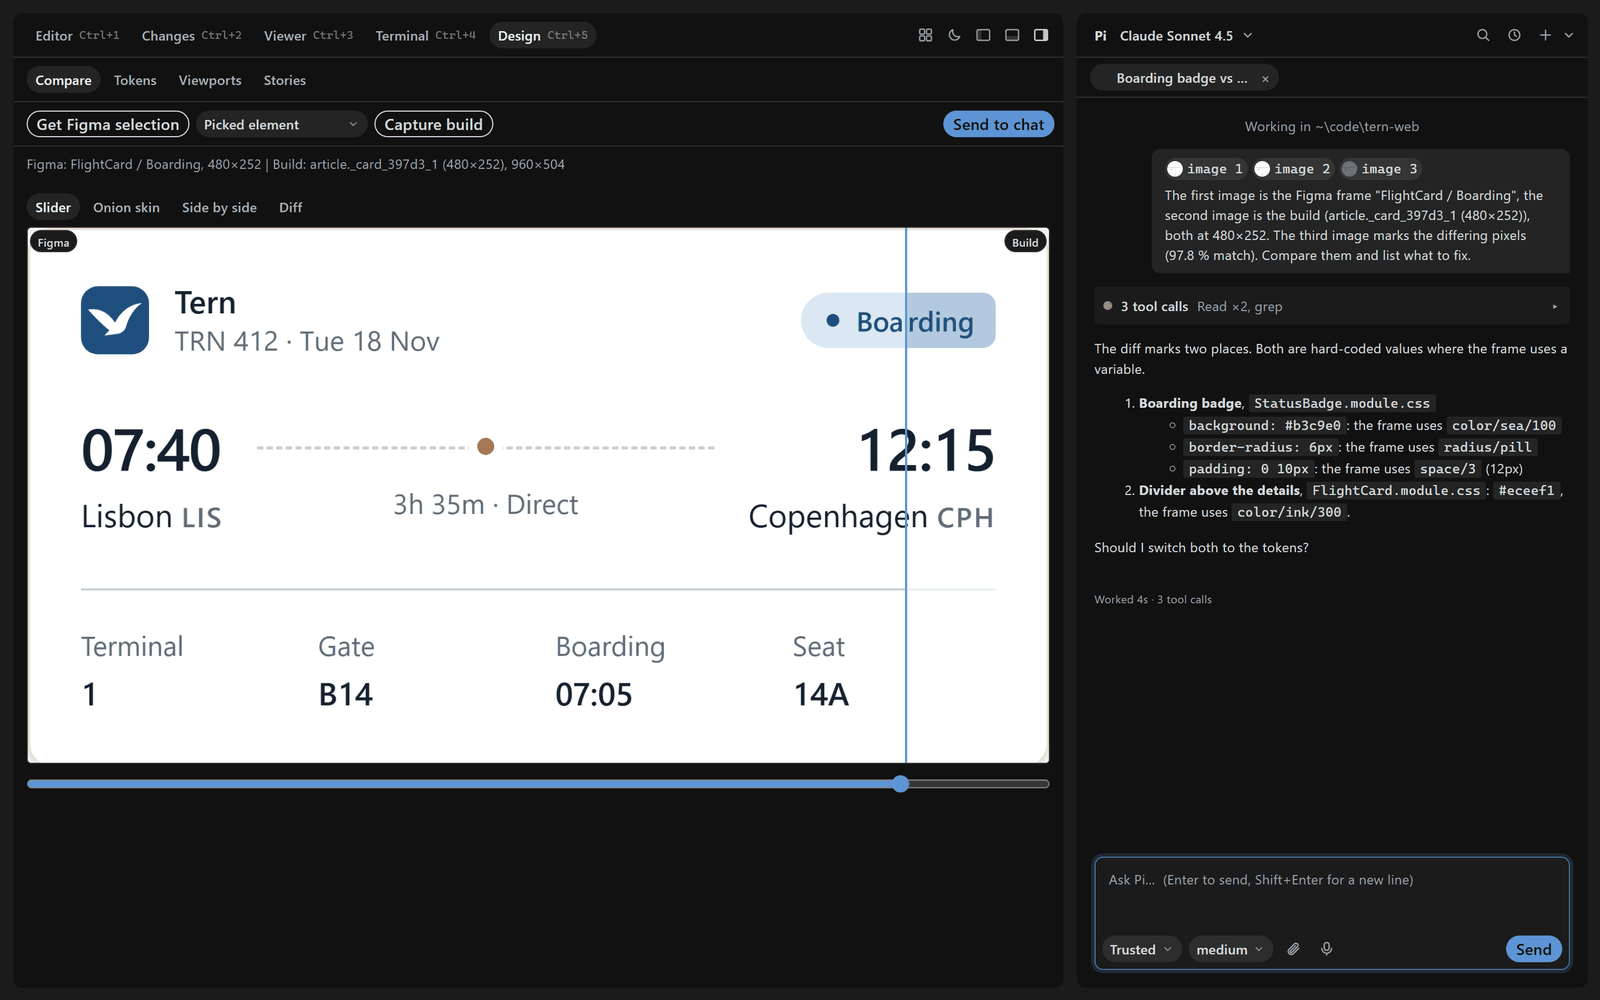 Editor Ctrl+1 Changes Ctrl+2 Viewer Ctrl+3 Terminal Ctrl+4 Design Ctrl+5
Compare Tokens Viewports Stories
Get Figma selection Picked element Capture build Send to chat
Figma: FlightCard / Boarding, 480×252 | Build: article._card_397d3_1 (480×252), 960×504
Slider Onion skin Side by side Diff
Figma Build
Tern
TRN 412 · Tue 18 Nov
Boarding
07:40 12:15
3h 35m · Direct
Lisbon LIS Copenhagen CPH
Terminal Gate Boarding Seat
1 B14 07:05 14A
Pi Claude Sonnet 4.5
Boarding badge vs ... ×
Working in ~\code\tern-web
image 1 image 2 image 3
The first image is the Figma frame "FlightCard / Boarding", the
second image is the build (article._card_397d3_1 (480×252)),
both at 480×252. The third image marks the differing pixels
(97.8 % match). Compare them and list what to fix.
3 tool calls Read ×2, grep
The diff marks two places. Both are hard-coded values where the frame uses a
variable.
1. Boarding badge, StatusBadge.module.css
background: #b3c9e0: the frame uses color/sea/100
border-radius: 6px: the frame uses radius/pill
padding: 0 10px: the frame uses space/3 (12px)
2. Divider above the details, FlightCard.module.css: #eceef1,
the frame uses color/ink/300.
Should I switch both to the tokens?
Worked 4s · 3 tool calls
Ask Pi... (Enter to send, Shift+Enter for a new line)
Trusted medium Send